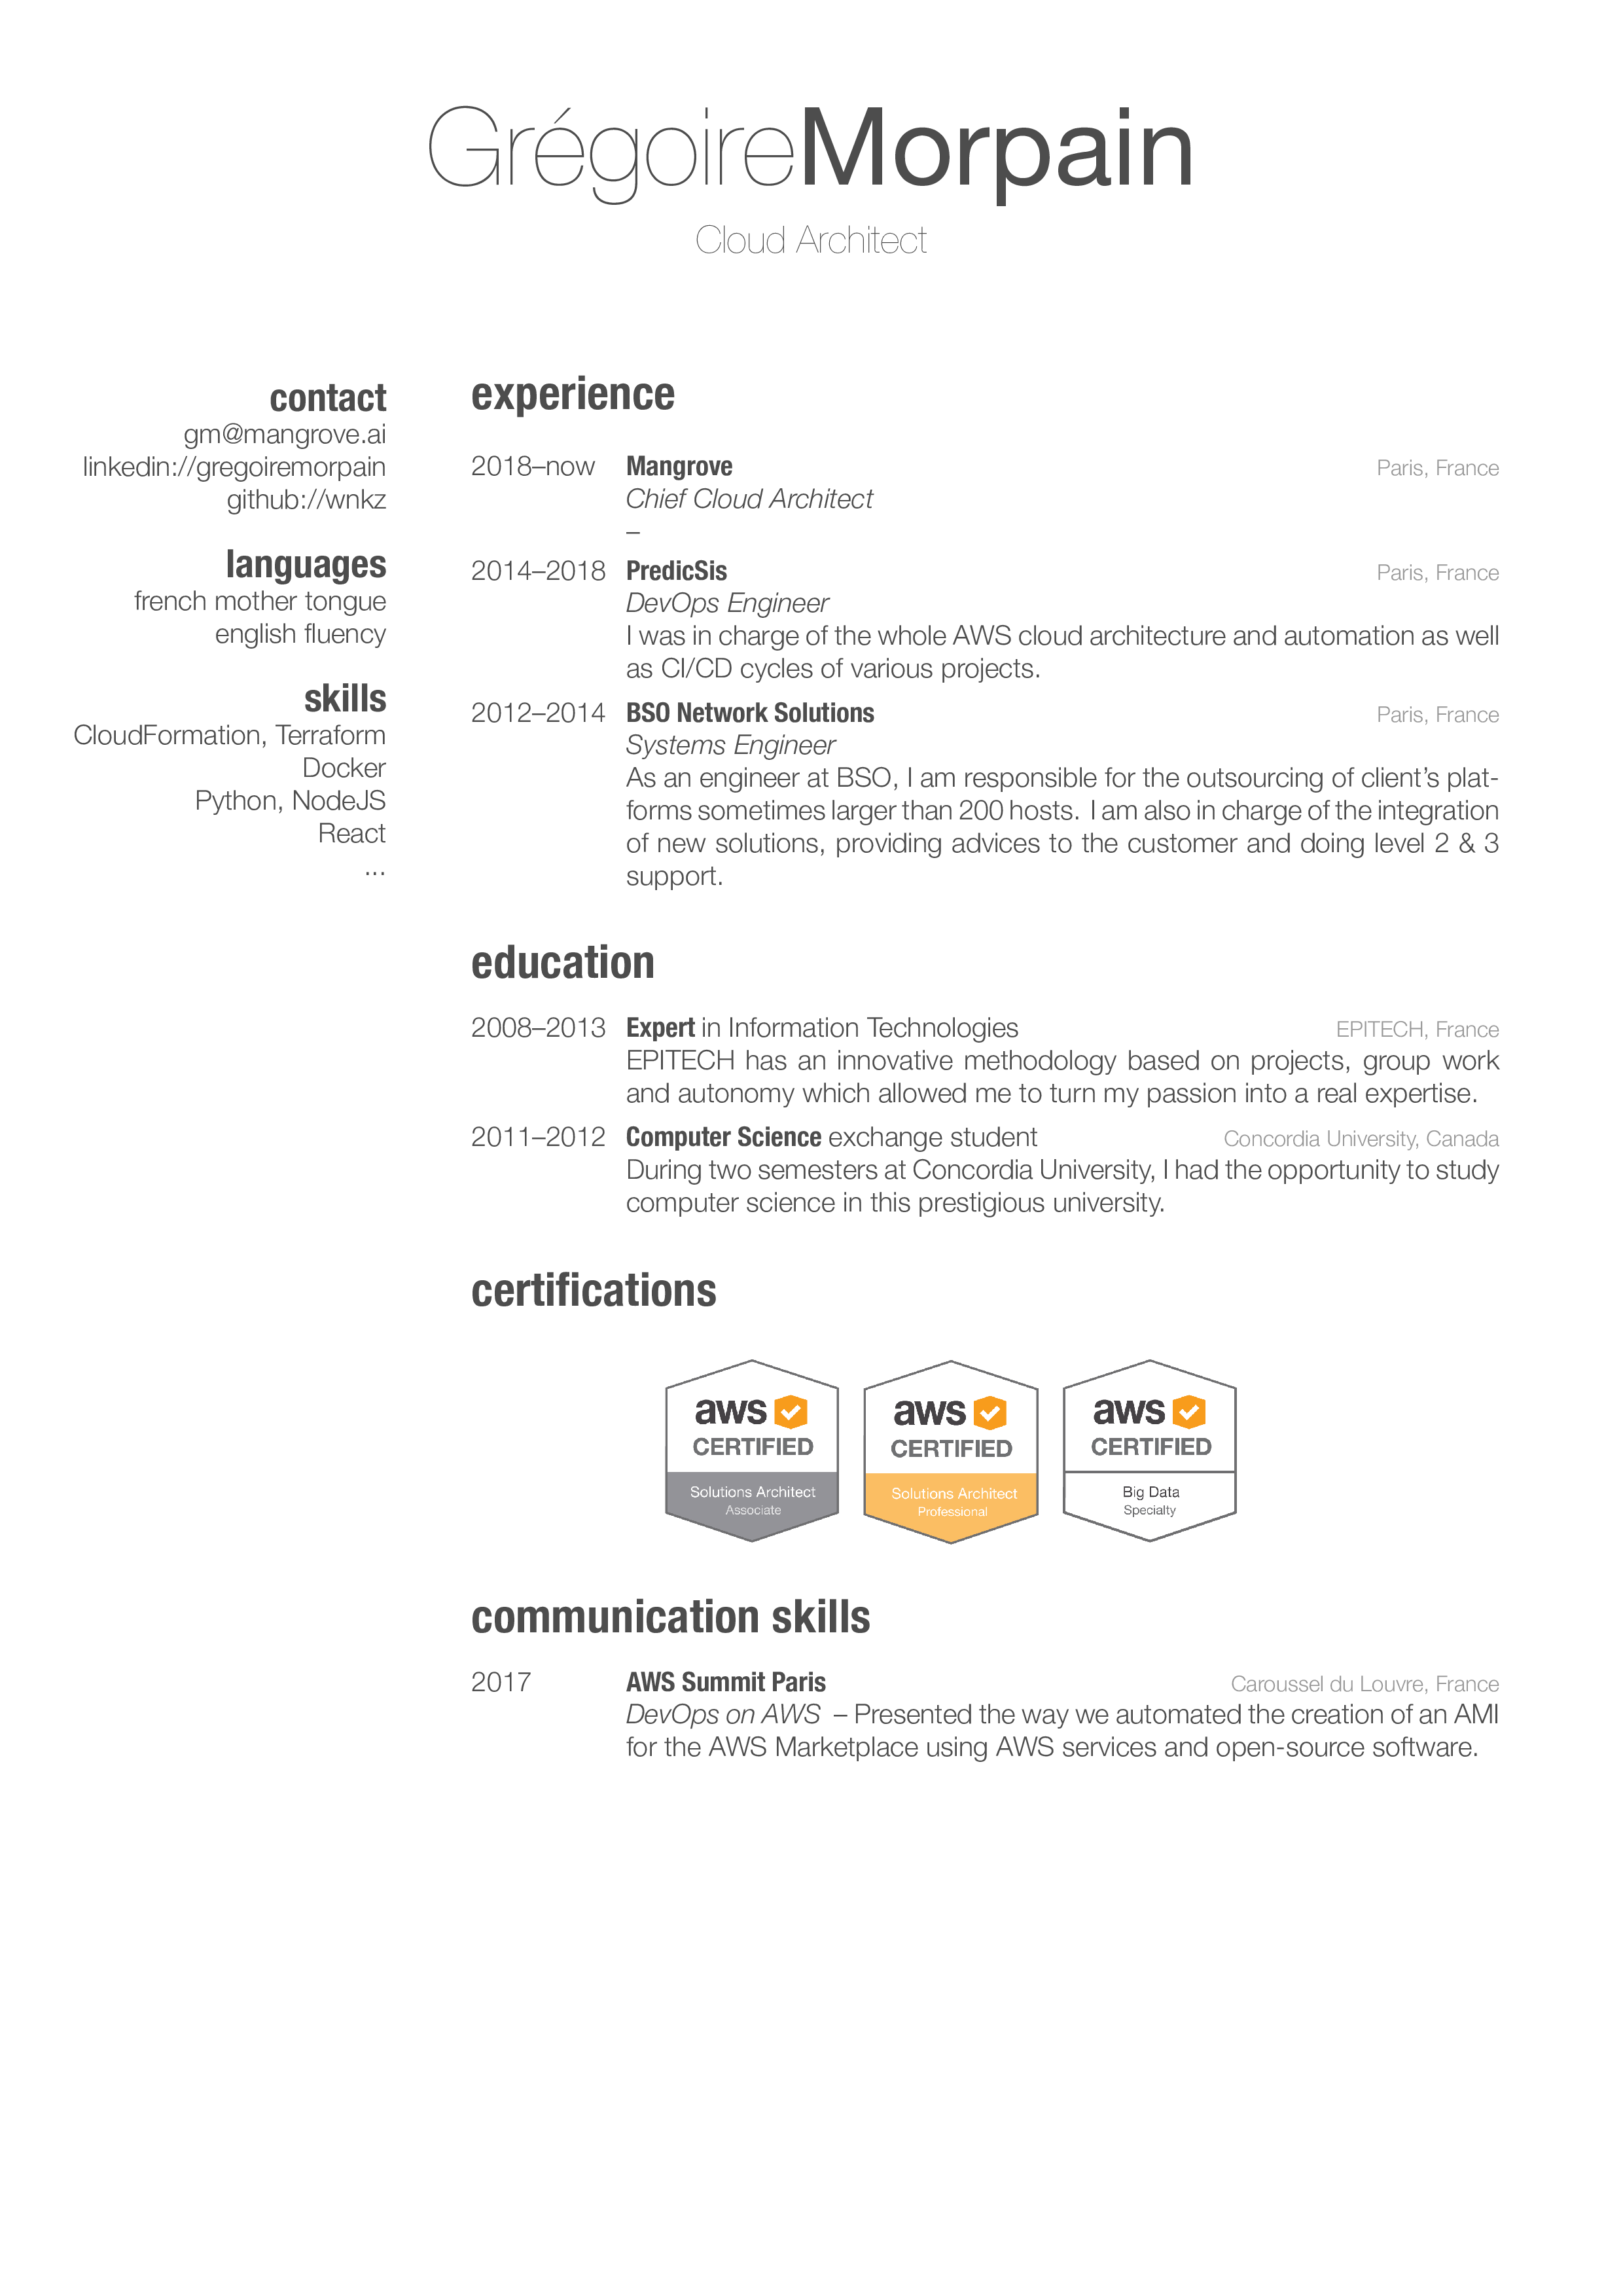 GrégoireMorpain
Cloud Architect
contact
gm@mangrove.ai
linkedin://gregoiremorpain
github://wnkz
languages
french mother tongue
english fluency
skills
CloudFormation, Terraform
Docker
Python, NodeJS
React
...
experience
2018–now Mangrove Paris, France
Chief Cloud Architect
–
2014–2018 PredicSis Paris, France
DevOps Engineer
I was in charge of the whole AWS cloud architecture and automation as well
as CI/CD cycles of various projects.
2012–2014 BSO Network Solutions Paris, France
Systems Engineer
As an engineer at BSO, I am responsible for the outsourcing of client’s plat-
forms sometimes larger than 200 hosts. I am also in charge of the integration
of new solutions, providing advices to the customer and doing level 2 & 3
support.
education
2008–2013 Expert in Information Technologies EPITECH, France
EPITECH has an innovative methodology based on projects, group work
and autonomy which allowed me to turn my passion into a real expertise.
2011–2012 Computer Science exchange student Concordia University, Canada
During two semesters at Concordia University, I had the opportunity to study
computer science in this prestigious university.
certifications
aws
CERTIFIED
Solutions Architect
Associate
aws
CERTIFIED
Solutions Architect
Professional
aws
CERTIFIED
Big Data
Specialty
communication skills
2017 AWS Summit Paris Caroussel du Louvre, France
DevOps on AWS – Presented the way we automated the creation of an AMI
for the AWS Marketplace using AWS services and open-source software.